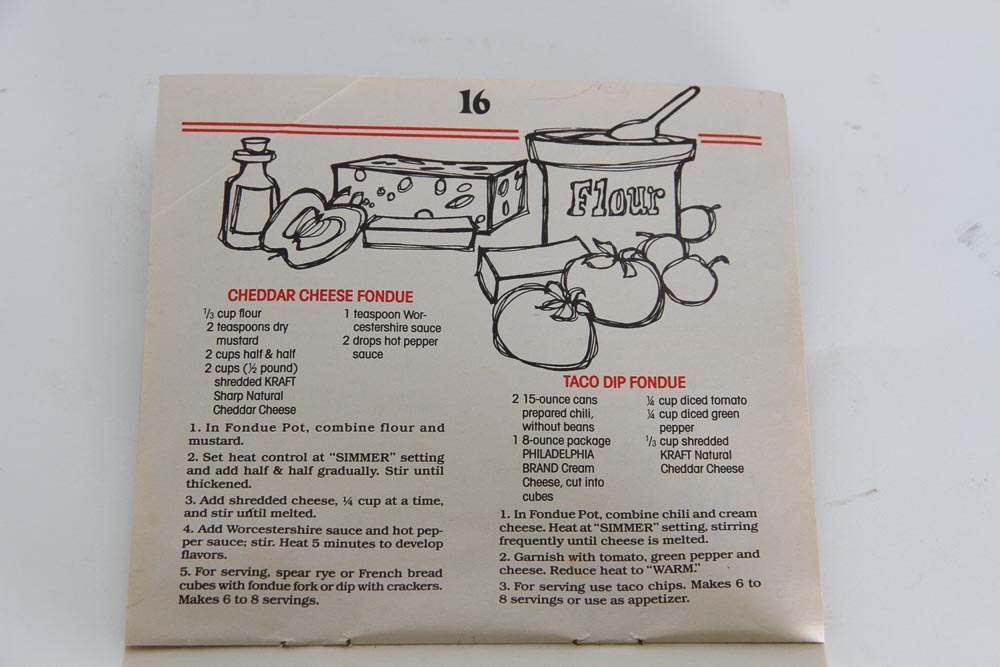 16
Flour
CHEDDAR CHEESE FONDUE
⅓ cup flour
2 teaspoons dry
mustard
2 cups half & half
2 cups (½ pound)
shredded KRAFT
Sharp Natural
Cheddar Cheese
1 teaspoon Wor-
cestershire sauce
2 drops hot pepper
sauce
1. In Fondue Pot, combine flour and
mustard.
2. Set heat control at “SIMMER” setting
and add half & half gradually. Stir until
thickened.
3. Add shredded cheese, ¼ cup at a time,
and stir until melted.
4. Add Worcestershire sauce and hot pep-
per sauce; stir. Heat 5 minutes to develop
flavors.
5. For serving, spear rye or French bread
cubes with fondue fork or dip with crackers.
Makes 6 to 8 servings.
TACO DIP FONDUE
2 15-ounce cans
prepared chili,
without beans
1 8-ounce package
PHILADELPHIA
BRAND Cream
Cheese, cut into
cubes
¼ cup diced tomato
¼ cup diced green
pepper
⅓ cup shredded
KRAFT Natural
Cheddar Cheese
1. In Fondue Pot, combine chili and cream
cheese. Heat at “SIMMER” setting, stirring
frequently until cheese is melted.
2. Garnish with tomato, green pepper and
cheese. Reduce heat to “WARM.”
3. For serving use taco chips. Makes 6 to
8 servings or use as appetizer.